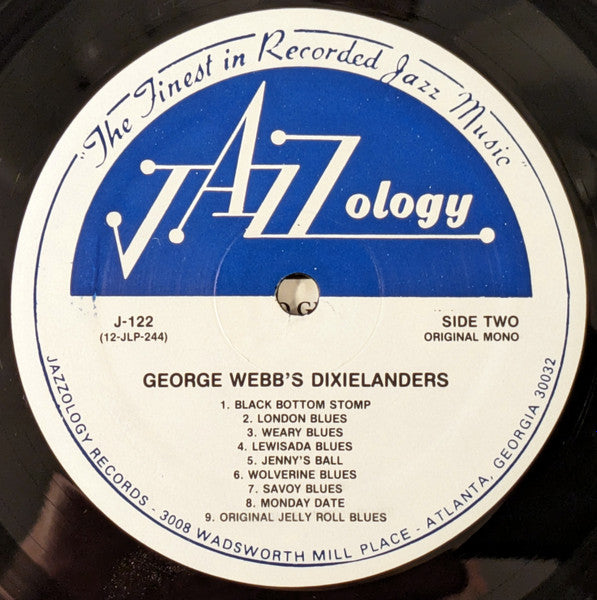 "The Finest in Recorded Jazz Music"
JAZZology
J-122
(12-JLP-244)
SIDE TWO
ORIGINAL MONO
GEORGE WEBB'S DIXIELANDERS
1. BLACK BOTTOM STOMP
2. LONDON BLUES
3. WEARY BLUES
4. LEWISADA BLUES
5. JENNY'S BALL
6. WOLVERINE BLUES
7. SAVOY BLUES
8. MONDAY DATE
9. ORIGINAL JELLY ROLL BLUES
JAZZOLOGY RECORDS - 3008 WADSWORTH MILL PLACE - ATLANTA, GEORGIA 30032